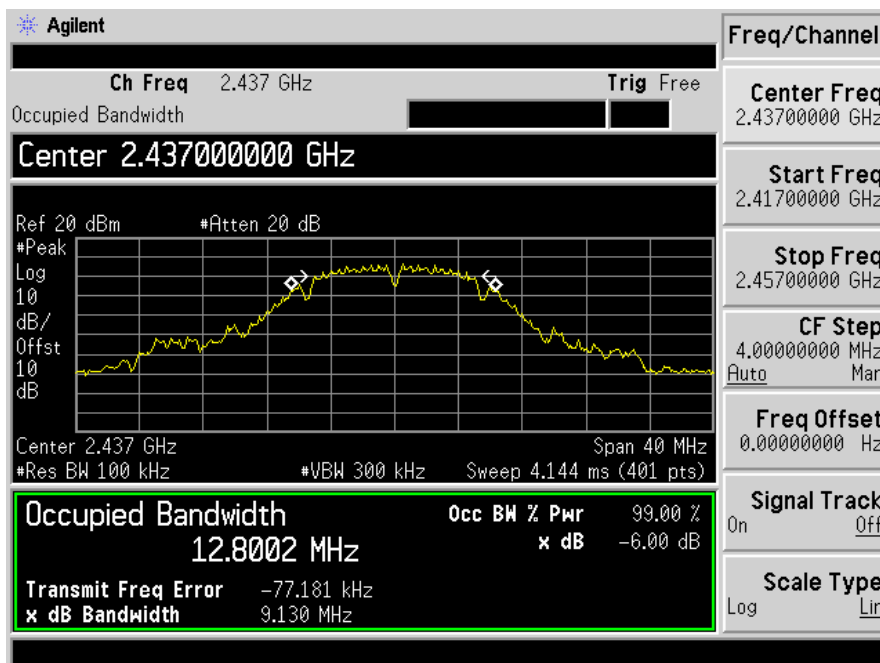 Agilent
Freq/Channel
Ch Freq 2.437 GHz Trig Free
Occupied Bandwidth
Center 2.437000000 GHz
Ref 20 dBm #Atten 20 dB
#Peak
Log
10
dB/
Offst
10
dB
Center 2.437 GHz Span 40 MHz
#Res BW 100 kHz #VBW 300 kHz Sweep 4.144 ms (401 pts)
Occupied Bandwidth Occ BW % Pwr 99.00 %
12.8002 MHz x dB -6.00 dB
Transmit Freq Error -77.181 kHz
x dB Bandwidth 9.130 MHz
Center Freq
2.43700000 GHz
Start Freq
2.41700000 GHz
Stop Freq
2.45700000 GHz
CF Step
4.00000000 MHz
Auto Man
Freq Offset
0.00000000 Hz
Signal Track
On Off
Scale Type
Log Lin